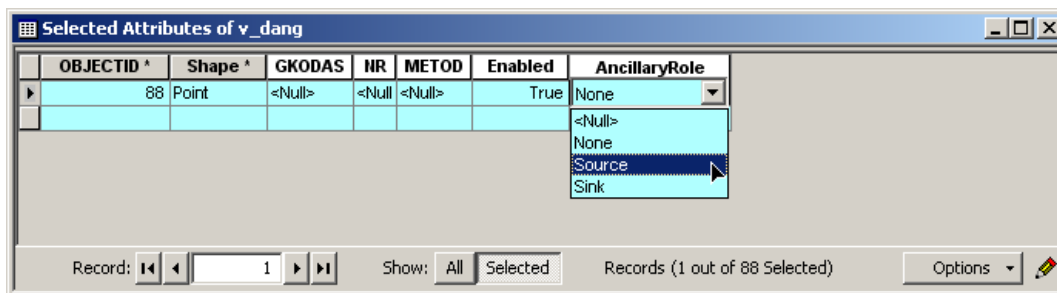 Selected Attributes of v_dang
OBJECTID * Shape * GKODAS NR METOD Enabled AncillaryRole
88 Point <Null> <Null <Null> True None
<Null>
None
Source
Sink
Record: 1 Show: All Selected Records (1 out of 88 Selected) Options